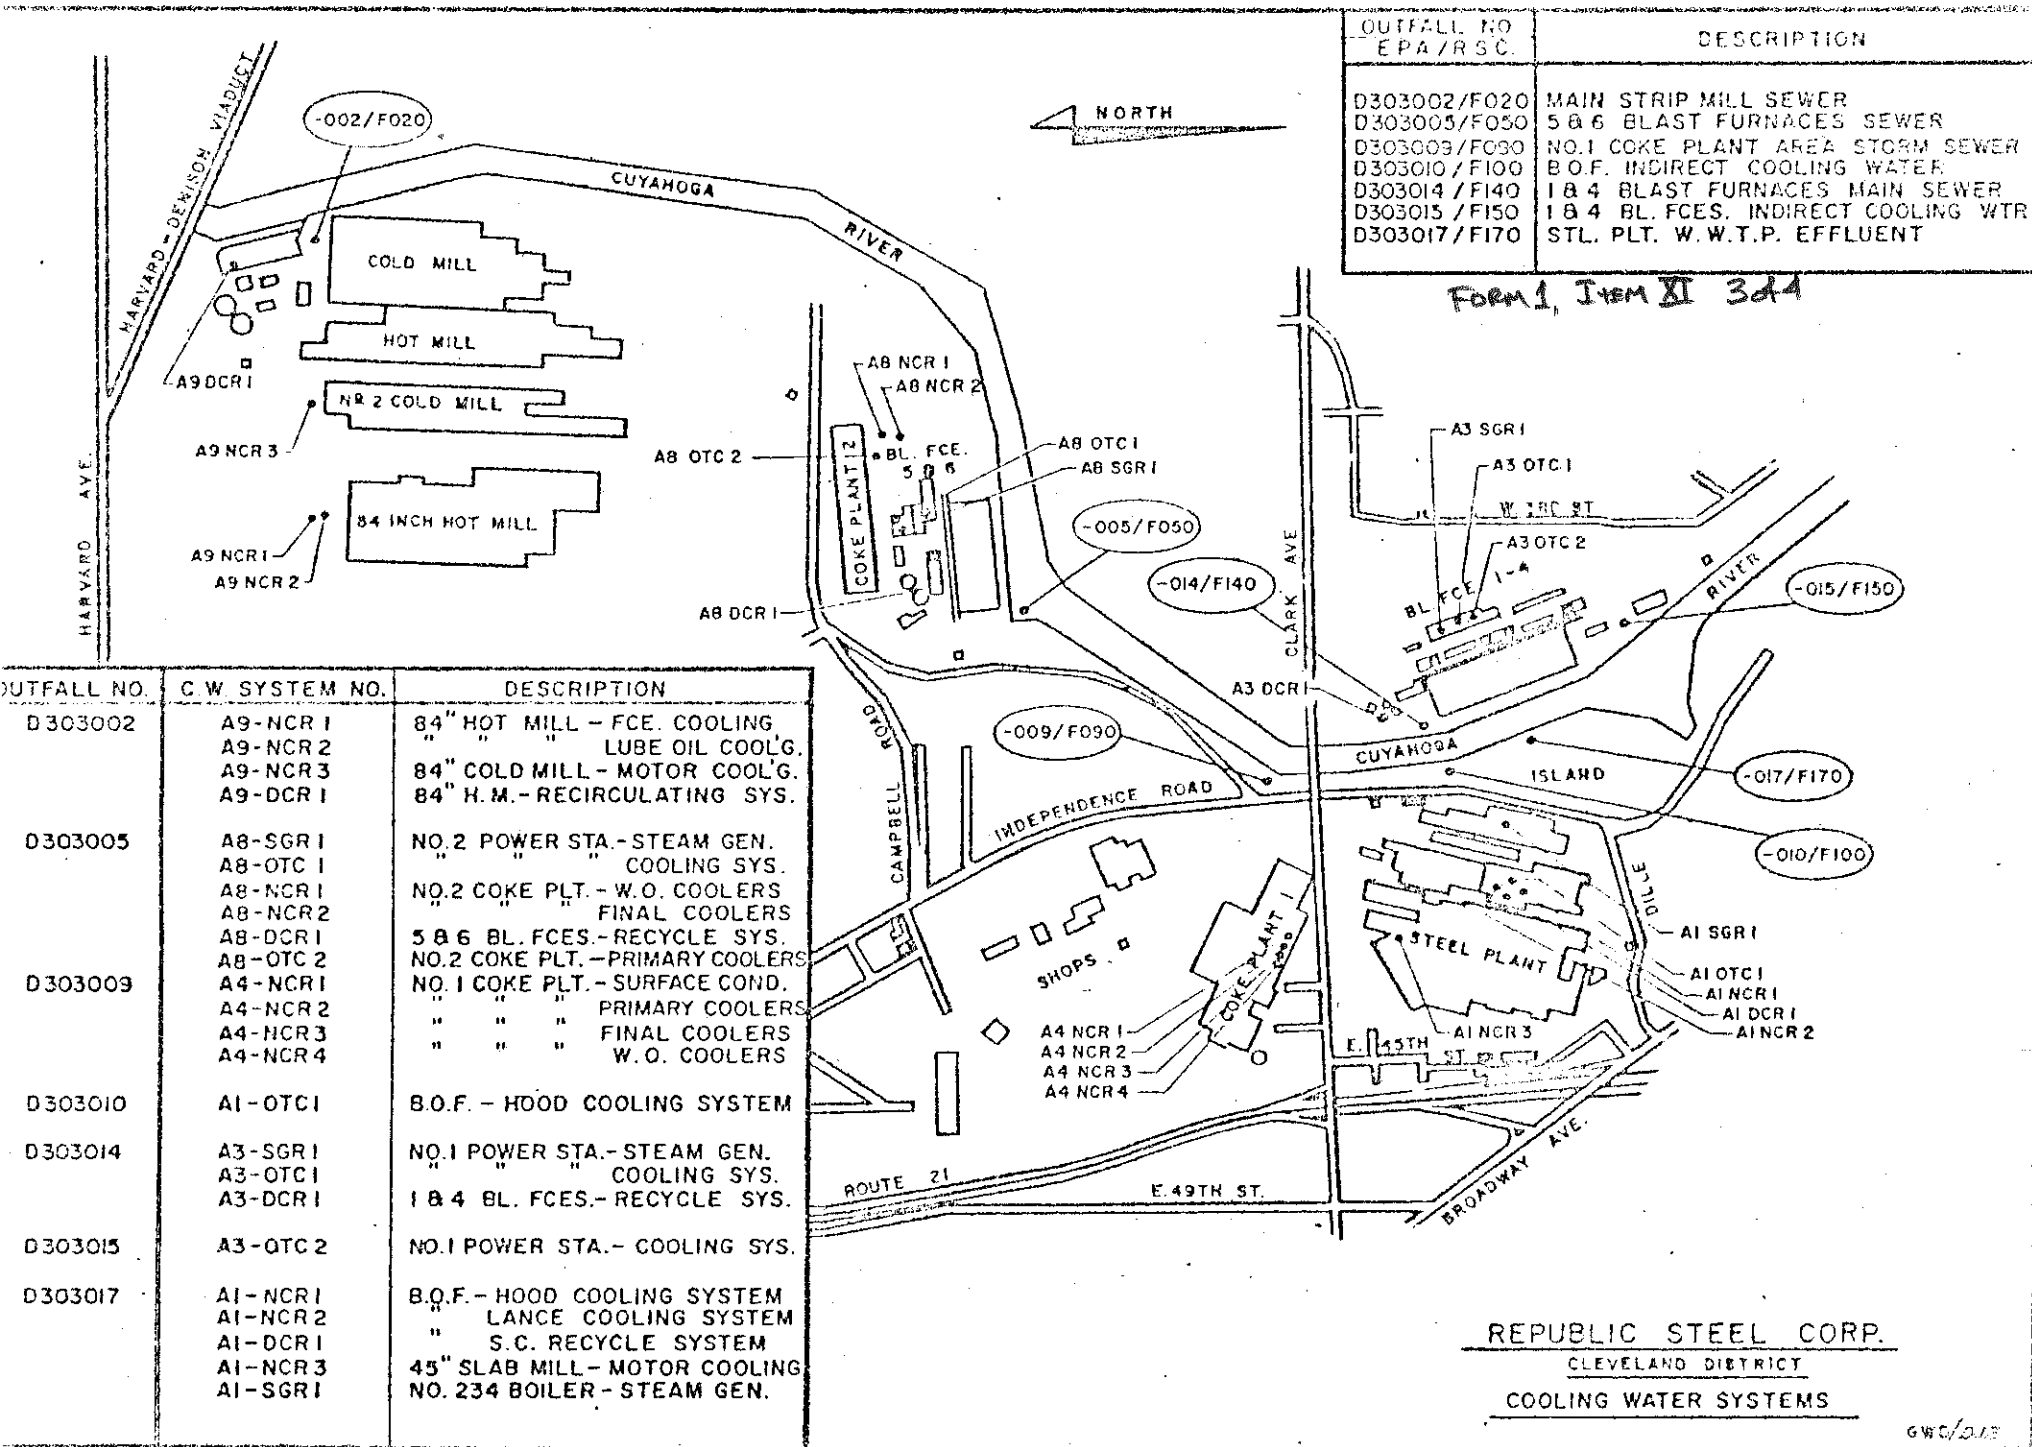 OUTFALL NO DESCRIPTION
EPA/RSC.
D303002/F020 MAIN STRIP MILL SEWER
D303005/F050 5 & 6 BLAST FURNACES SEWER
D303009/F090 NO.1 COKE PLANT AREA STORM SEWER
D303010/F100 B.O.F. INDIRECT COOLING WATER
D303014/F140 1 & 4 BLAST FURNACES MAIN SEWER
D303015/F150 1 & 4 BL. FCES. INDIRECT COOLING WTR
D303017/F170 STL. PLT. W.W.T.P. EFFLUENT
FORM 1, ITEM XI 3 of 4
NORTH
HARVARD-DENISON VIADUCT
HARVARD AVE.
-002/F020
CUYAHOGA
RIVER
COLD MILL
HOT MILL
A9 DCR1
NO. 2 COLD MILL
A9 NCR 3
84 INCH HOT MILL
A9 NCR 1
A9 NCR 2
A8 NCR 1
A8 NCR 2
A8 OTC 2
BL. FCE.
5 & 6
COKE PLANT 2
A8 OTC 1
A8 SGR 1
A8 DCR 1
-005/F050
-014/F140
CLARK AVE
A3 SGR 1
A3 OTC 1
W. 3RD ST
A3 OTC 2
BL. FCE 1-4
RIVER
-015/F150
A3 DCR 1
-009/F090
CUYAHOGA
ISLAND
-017/F170
-010/F100
CAMPBELL ROAD
INDEPENDENCE ROAD
DILLE
SHOPS
COKE PLANT 1
STEEL PLANT
A1 SGR 1
A1 OTC 1
A1 NCR 1
A1 DCR 1
A1 NCR 2
A1 NCR 3
A4 NCR 1
A4 NCR 2
A4 NCR 3
A4 NCR 4
E. 45TH ST
ROUTE 21
E. 49TH ST.
BROADWAY AVE.
OUTFALL NO. C.W. SYSTEM NO. DESCRIPTION
D303002 A9-NCR 1 84" HOT MILL - FCE. COOLING
A9-NCR 2 " " " LUBE OIL COOL'G.
A9-NCR 3 84" COLD MILL - MOTOR COOL'G.
A9-DCR 1 84" H.M. - RECIRCULATING SYS.
D303005 A8-SGR 1 NO. 2 POWER STA. - STEAM GEN.
A8-OTC 1 " " " COOLING SYS.
A8-NCR 1 NO. 2 COKE PLT. - W.O. COOLERS
A8-NCR 2 " " " FINAL COOLERS
A8-DCR 1 5 & 6 BL. FCES. - RECYCLE SYS.
A8-OTC 2 NO. 2 COKE PLT. - PRIMARY COOLERS
D303009 A4-NCR 1 NO. 1 COKE PLT. - SURFACE COND.
A4-NCR 2 " " " PRIMARY COOLERS
A4-NCR 3 " " " FINAL COOLERS
A4-NCR 4 " " " W.O. COOLERS
D303010 A1-OTC 1 B.O.F. - HOOD COOLING SYSTEM
D303014 A3-SGR 1 NO. 1 POWER STA. - STEAM GEN.
A3-OTC 1 " " " COOLING SYS.
A3-DCR 1 1 & 4 BL. FCES. - RECYCLE SYS.
D303015 A3-OTC 2 NO. 1 POWER STA. - COOLING SYS.
D303017 A1-NCR 1 B.O.F. - HOOD COOLING SYSTEM
A1-NCR 2 " LANCE COOLING SYSTEM
A1-DCR 1 " S.C. RECYCLE SYSTEM
A1-NCR 3 45" SLAB MILL - MOTOR COOLING
A1-SGR 1 NO. 234 BOILER - STEAM GEN.
REPUBLIC STEEL CORP.
CLEVELAND DISTRICT
COOLING WATER SYSTEMS